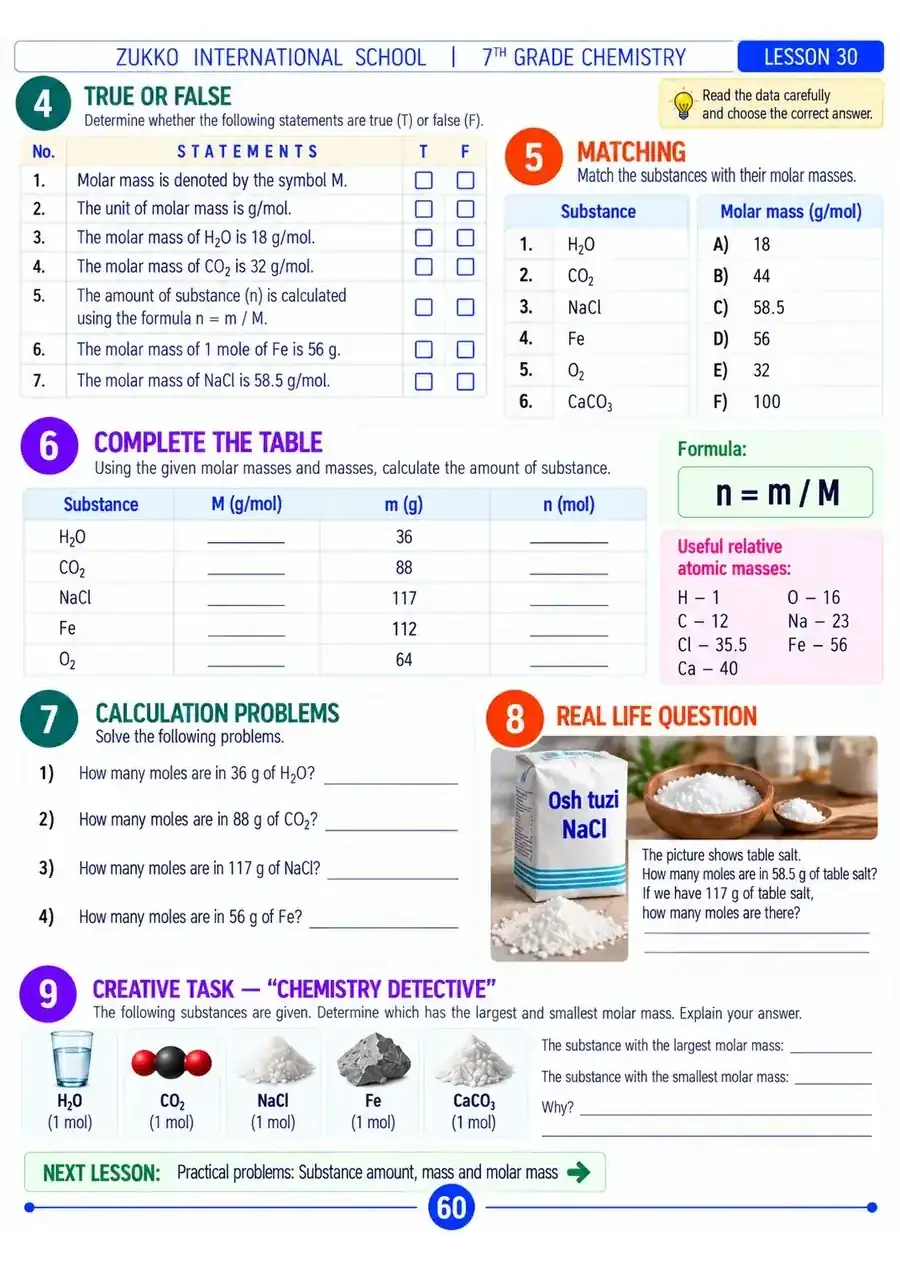 ZUKKO INTERNATIONAL SCHOOL | 7TH GRADE CHEMISTRY LESSON 30
4 TRUE OR FALSE
Determine whether the following statements are true (T) or false (F).
No. STATEMENTS T F
1. Molar mass is denoted by the symbol M.
2. The unit of molar mass is g/mol.
3. The molar mass of H₂O is 18 g/mol.
4. The molar mass of CO₂ is 32 g/mol.
5. The amount of substance (n) is calculated
using the formula n = m / M.
6. The molar mass of 1 mole of Fe is 56 g.
7. The molar mass of NaCl is 58.5 g/mol.
Read the data carefully
and choose the correct answer.
5 MATCHING
Match the substances with their molar masses.
Substance Molar mass (g/mol)
1. H₂O A) 18
2. CO₂ B) 44
3. NaCl C) 58.5
4. Fe D) 56
5. O₂ E) 32
6. CaCO₃ F) 100
6 COMPLETE THE TABLE
Using the given molar masses and masses, calculate the amount of substance.
Substance M (g/mol) m (g) n (mol)
H₂O 36
CO₂ 88
NaCl 117
Fe 112
O₂ 64
Formula:
n = m / M
Useful relative
atomic masses:
H – 1 O – 16
C – 12 Na – 23
Cl – 35.5 Fe – 56
Ca – 40
7 CALCULATION PROBLEMS
Solve the following problems.
1) How many moles are in 36 g of H₂O?
2) How many moles are in 88 g of CO₂?
3) How many moles are in 117 g of NaCl?
4) How many moles are in 56 g of Fe?
8 REAL LIFE QUESTION
Osh tuzi
NaCl
The picture shows table salt.
How many moles are in 58.5 g of table salt?
If we have 117 g of table salt,
how many moles are there?
9 CREATIVE TASK — “CHEMISTRY DETECTIVE”
The following substances are given. Determine which has the largest and smallest molar mass. Explain your answer.
H₂O CO₂ NaCl Fe CaCO₃
(1 mol) (1 mol) (1 mol) (1 mol) (1 mol)
The substance with the largest molar mass:
The substance with the smallest molar mass:
Why?
NEXT LESSON: Practical problems: Substance amount, mass and molar mass
60